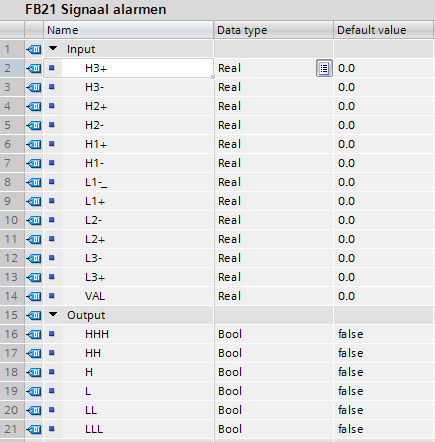 FB21 Signaal alarmen
Name Data type Default value
1 Input
2 H3+ Real 0.0
3 H3- Real 0.0
4 H2+ Real 0.0
5 H2- Real 0.0
6 H1+ Real 0.0
7 H1- Real 0.0
8 L1-_ Real 0.0
9 L1+ Real 0.0
10 L2- Real 0.0
11 L2+ Real 0.0
12 L3- Real 0.0
13 L3+ Real 0.0
14 VAL Real 0.0
15 Output
16 HHH Bool false
17 HH Bool false
18 H Bool false
19 L Bool false
20 LL Bool false
21 LLL Bool false